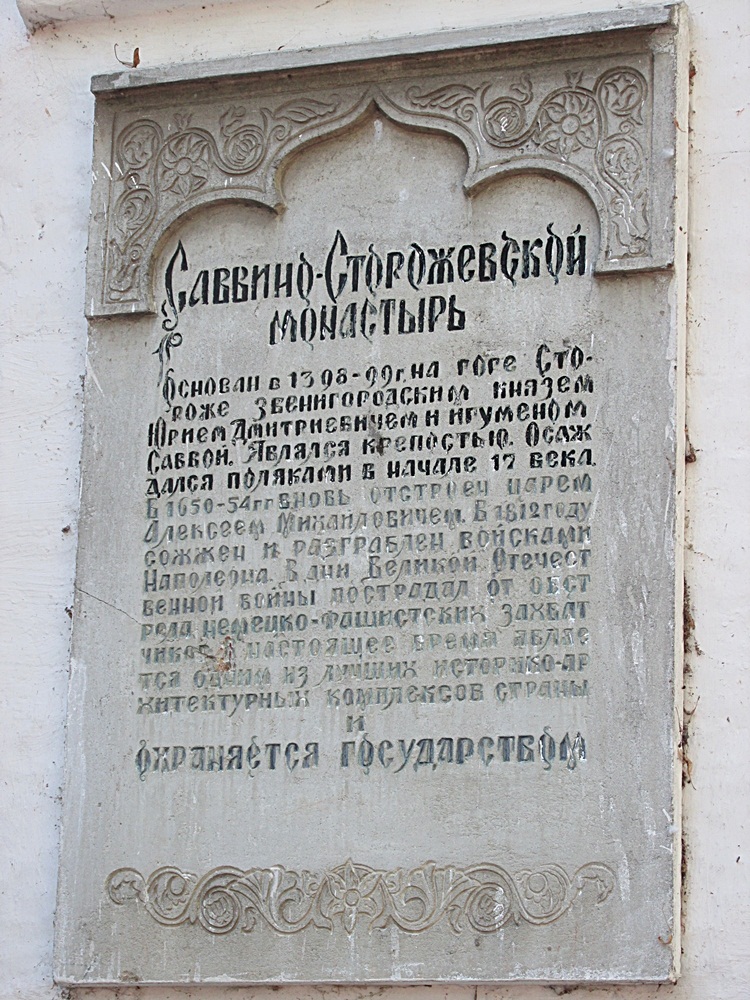 Саввино-Сторожевской
монастырь
Основан в 1398-99г. на горе Сто-
роже звенигородским князем
Юрием Дмитриевичем и игуменом
Саввой. Являлся крепостью. Осаж
дался поляками в начале 17 века.
В 1650-54гг вновь отстроен царем
Алексеем Михайловичем. В 1812 году
сожжен и разграблен войсками
Наполеона. В дни Великой Отечест
венной войны пострадал от обст
рела немецко-фашистских захват
чиков. В настоящее время являе
тся одним из лучших историко-ар
хитектурных комплексов страны
и
охраняется государством